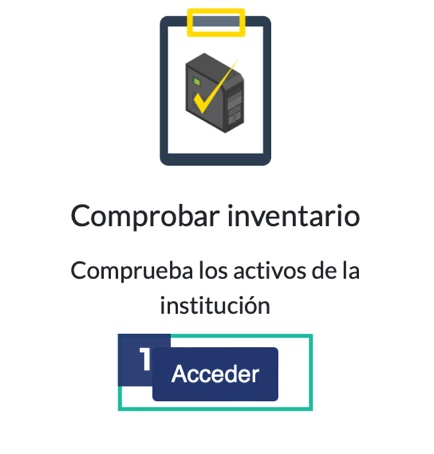 Comprobar inventario
Comprueba los activos de la
institución
1
Acceder